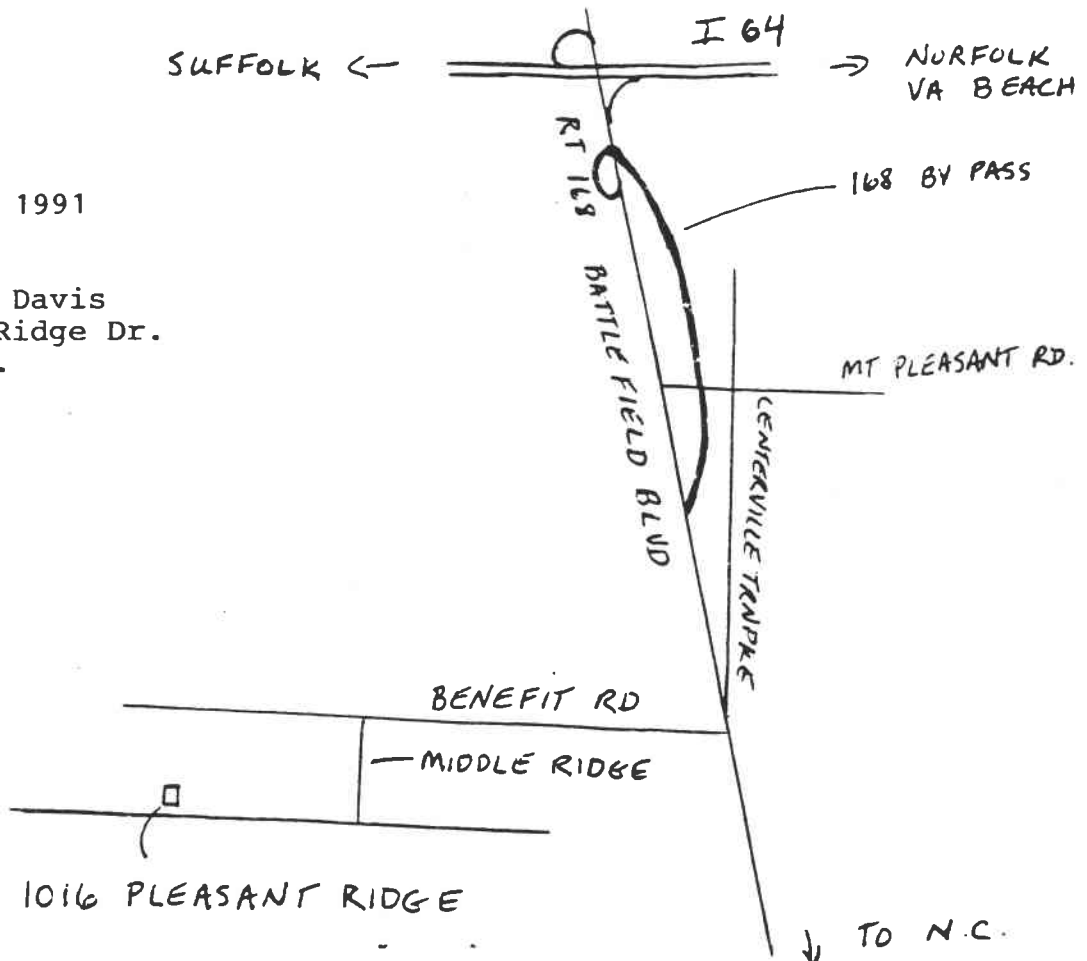 I 64
SUFFOLK <—
—> NORFOLK
VA BEACH
RT 168 BATTLE FIELD BLVD
168 BY PASS
1991
Davis
Ridge Dr.
MT PLEASANT RD.
CENTERVILLE TRNPKE
BENEFIT RD
MIDDLE RIDGE
1016 PLEASANT RIDGE
↓ TO N.C.